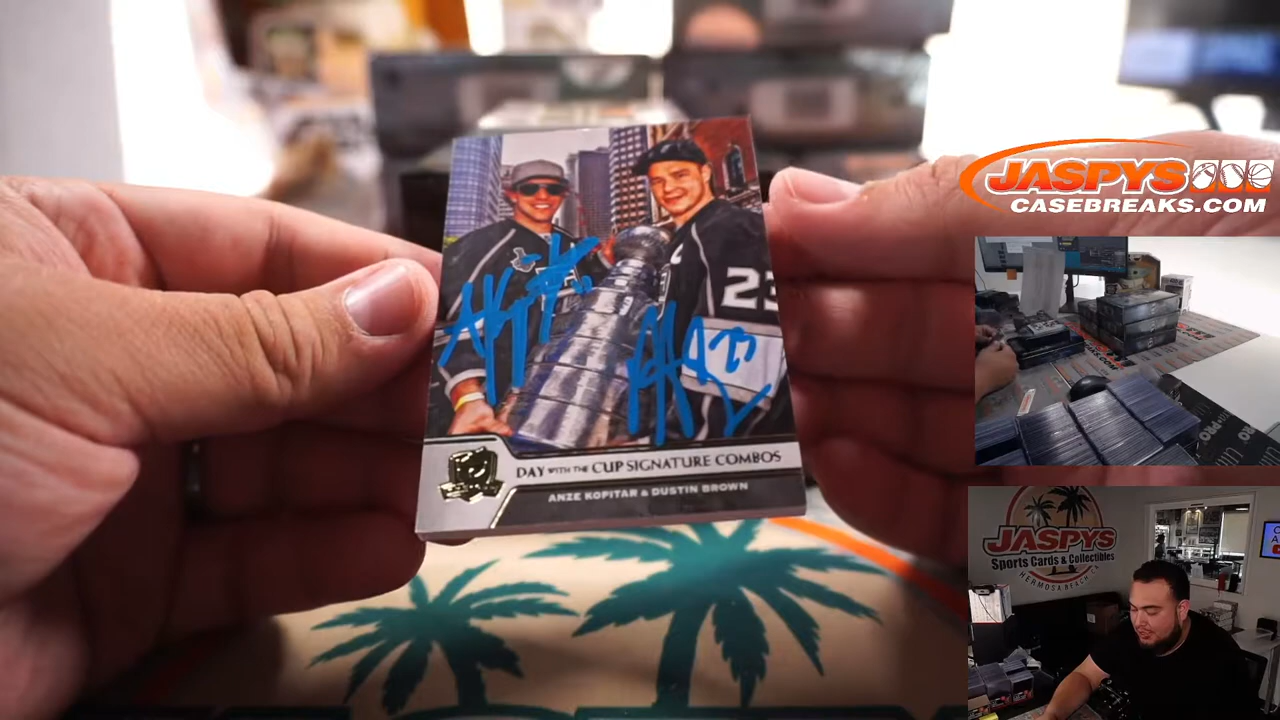 23
DAY WITH THE CUP SIGNATURE COMBOS
ANZE KOPITAR & DUSTIN BROWN
JASPYS
CASEBREAKS.COM
JASPYS
Sports Cards & Collectibles
HERMOSA BEACH, CA